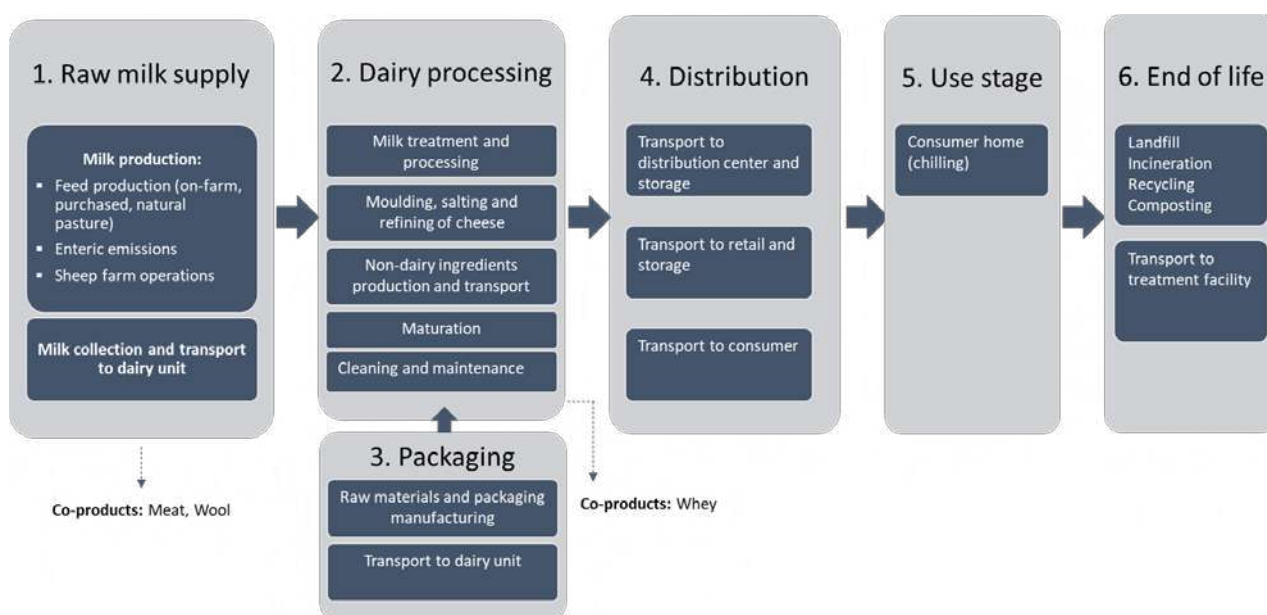 1. Raw milk supply
Milk production:
▪ Feed production (on-farm,
purchased, natural
pasture)
▪ Enteric emissions
▪ Sheep farm operations
Milk collection and transport
to dairy unit
Co-products: Meat, Wool
2. Dairy processing
Milk treatment and
processing
Moulding, salting and
refining of cheese
Non-dairy ingredients
production and transport
Maturation
Cleaning and maintenance
Co-products: Whey
3. Packaging
Raw materials and packaging
manufacturing
Transport to dairy unit
4. Distribution
Transport to
distribution center and
storage
Transport to retail and
storage
Transport to consumer
5. Use stage
Consumer home
(chilling)
6. End of life
Landfill
Incineration
Recycling
Composting
Transport to
treatment facility